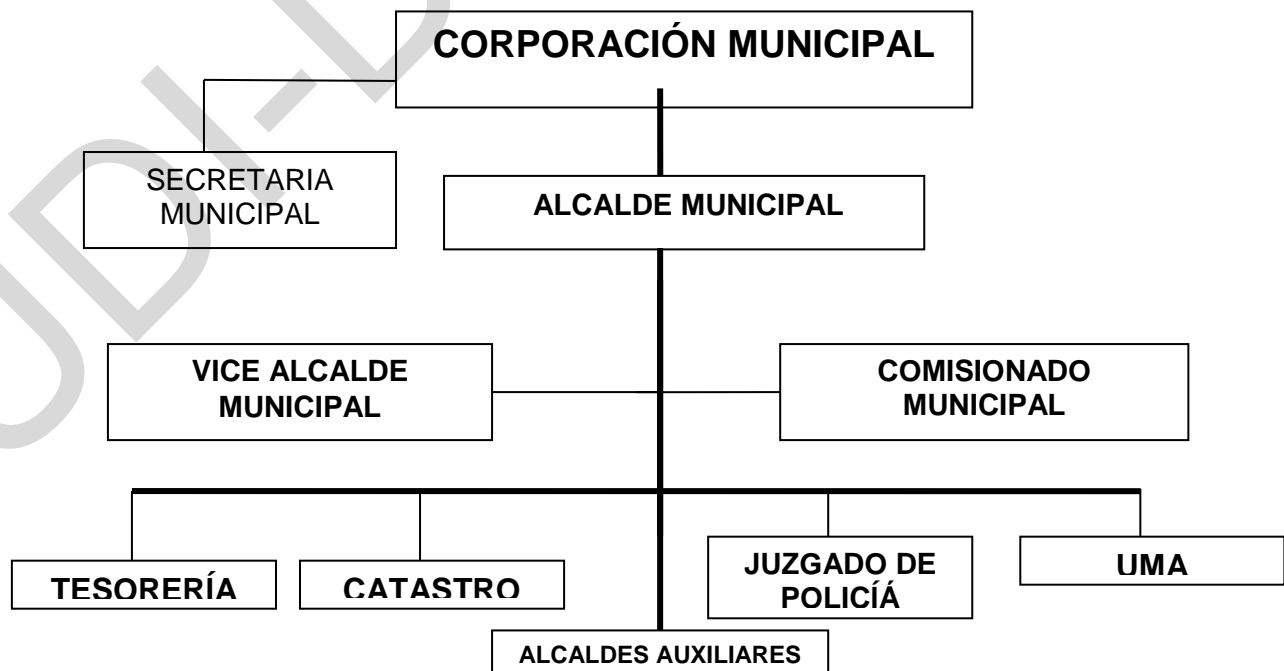 CORPORACIÓN MUNICIPAL
SECRETARIA
MUNICIPAL
ALCALDE MUNICIPAL
VICE ALCALDE
MUNICIPAL
COMISIONADO
MUNICIPAL
TESORERÍA
CATASTRO
JUZGADO DE
POLICÍÁ
UMA
ALCALDES AUXILIARES